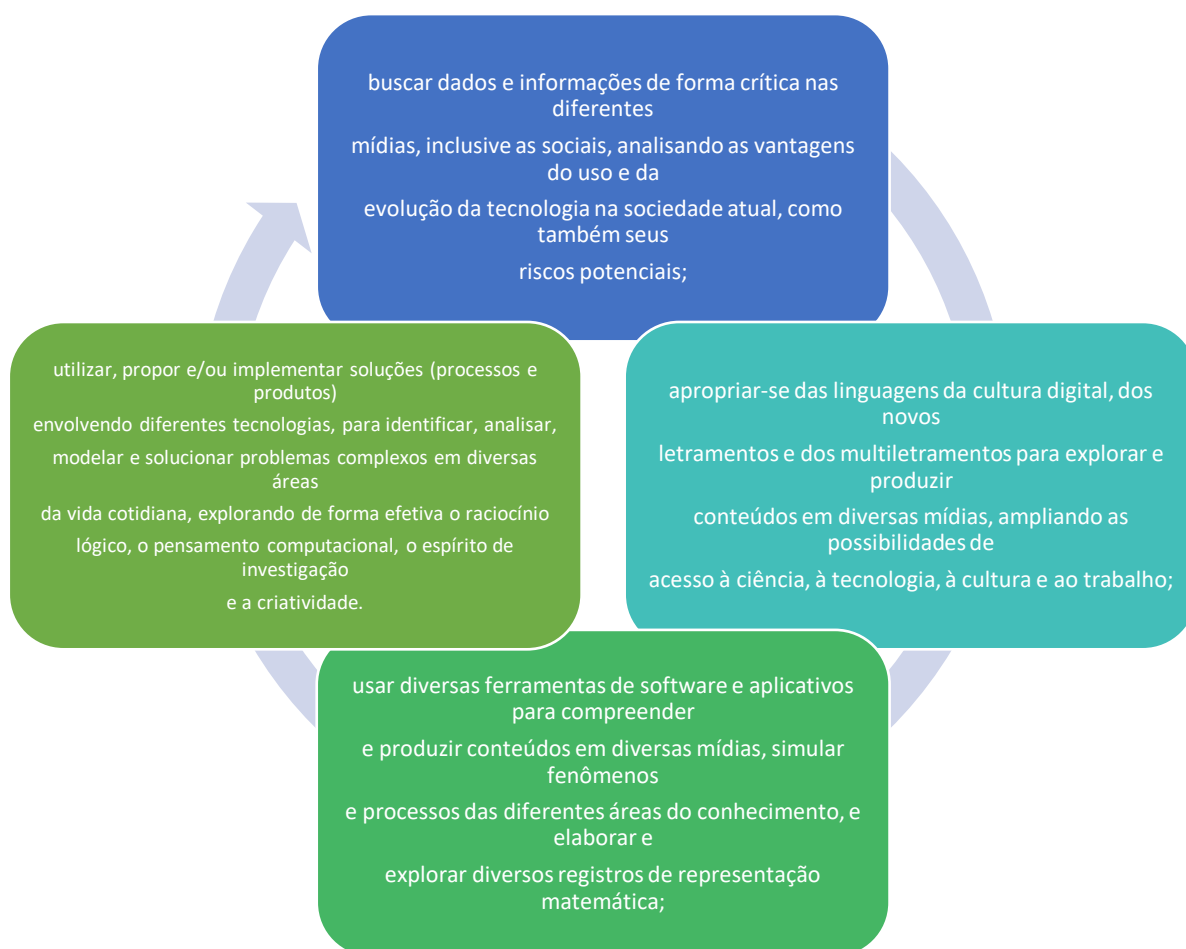 buscar dados e informações de forma crítica nas
diferentes
mídias, inclusive as sociais, analisando as vantagens
do uso e da
evolução da tecnologia na sociedade atual, como
também seus
riscos potenciais;
apropriar-se das linguagens da cultura digital, dos
novos
letramentos e dos multiletramentos para explorar e
produzir
conteúdos em diversas mídias, ampliando as
possibilidades de
acesso à ciência, à tecnologia, à cultura e ao trabalho;
usar diversas ferramentas de software e aplicativos
para compreender
e produzir conteúdos em diversas mídias, simular
fenômenos
e processos das diferentes áreas do conhecimento, e
elaborar e
explorar diversos registros de representação
matemática;
utilizar, propor e/ou implementar soluções (processos e
produtos)
envolvendo diferentes tecnologias, para identificar, analisar,
modelar e solucionar problemas complexos em diversas
áreas
da vida cotidiana, explorando de forma efetiva o raciocínio
lógico, o pensamento computacional, o espírito de
investigação
e a criatividade.